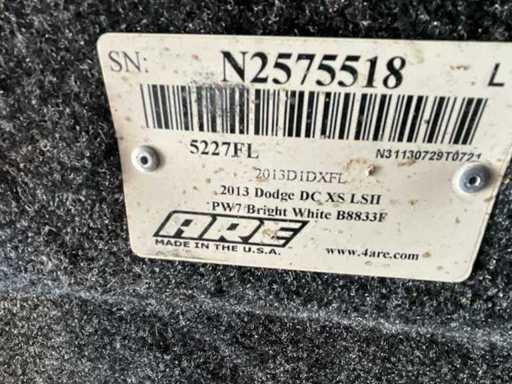 SN: N2575518 L
5227FL N31130729T0721
2013D1DXFL
2013 Dodge DC XS LSII
PW7 Bright White B8833F
ARE
MADE IN THE U.S.A. www.4are.com